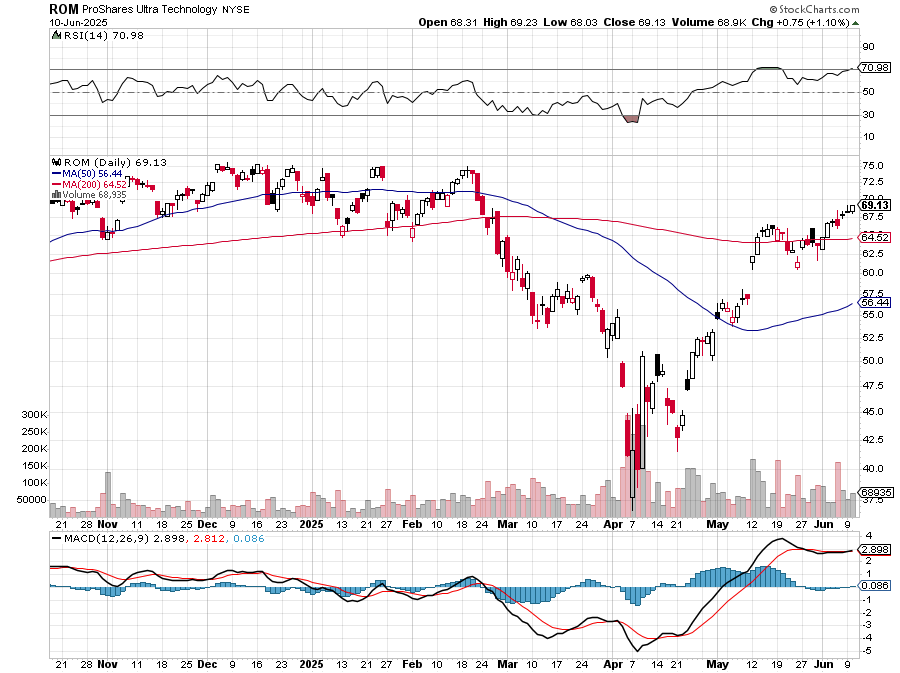 ROM ProShares Ultra Technology NYSE © StockCharts.com
10-Jun-2025 Open 68.31 High 69.23 Low 68.03 Close 69.13 Volume 68.9K Chg +0.75 (+1.10%)
RSI(14) 70.98
90
70.98
50
30
10
ROM (Daily) 69.13
MA(50) 56.44
MA(200) 64.52
Volume 68,935
75.0
72.5
69.13
67.5
64.52
62.5
60.0
57.5
56.44
55.0
52.5
50.0
47.5
45.0
42.5
40.0
68935
37.5
300K
250K
200K
150K
100K
50000
21 28 Nov 11 18 25 Dec 9 16 23 2025 13 21 27 Feb 10 18 24 Mar 10 17 24 Apr 7 14 21 May 12 19 27 Jun 9
MACD(12,26,9) 2.898, 2.812, 0.086
4
2.898
2
1
0.086
-1
-2
-3
-4
-5
21 28 Nov 11 18 25 Dec 9 16 23 2025 13 21 27 Feb 10 18 24 Mar 10 17 24 Apr 7 14 21 May 12 19 27 Jun 9